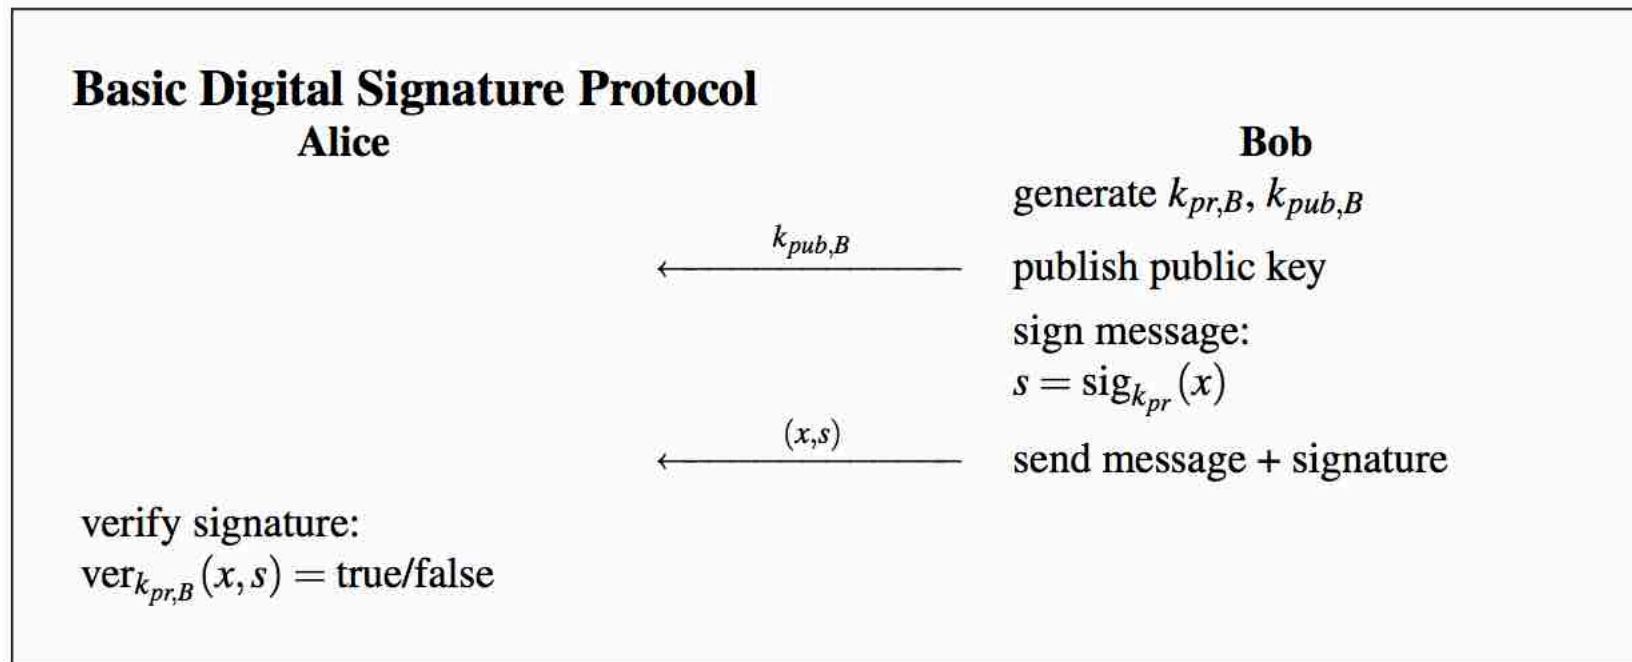 Basic Digital Signature Protocol
Alice Bob
generate k_{pr,B}, k_{pub,B}
k_{pub,B}
← publish public key
sign message:
s = sig_{k_{pr}}(x)
(x,s)
← send message + signature
verify signature:
ver_{k_{pr,B}}(x,s) = true/false